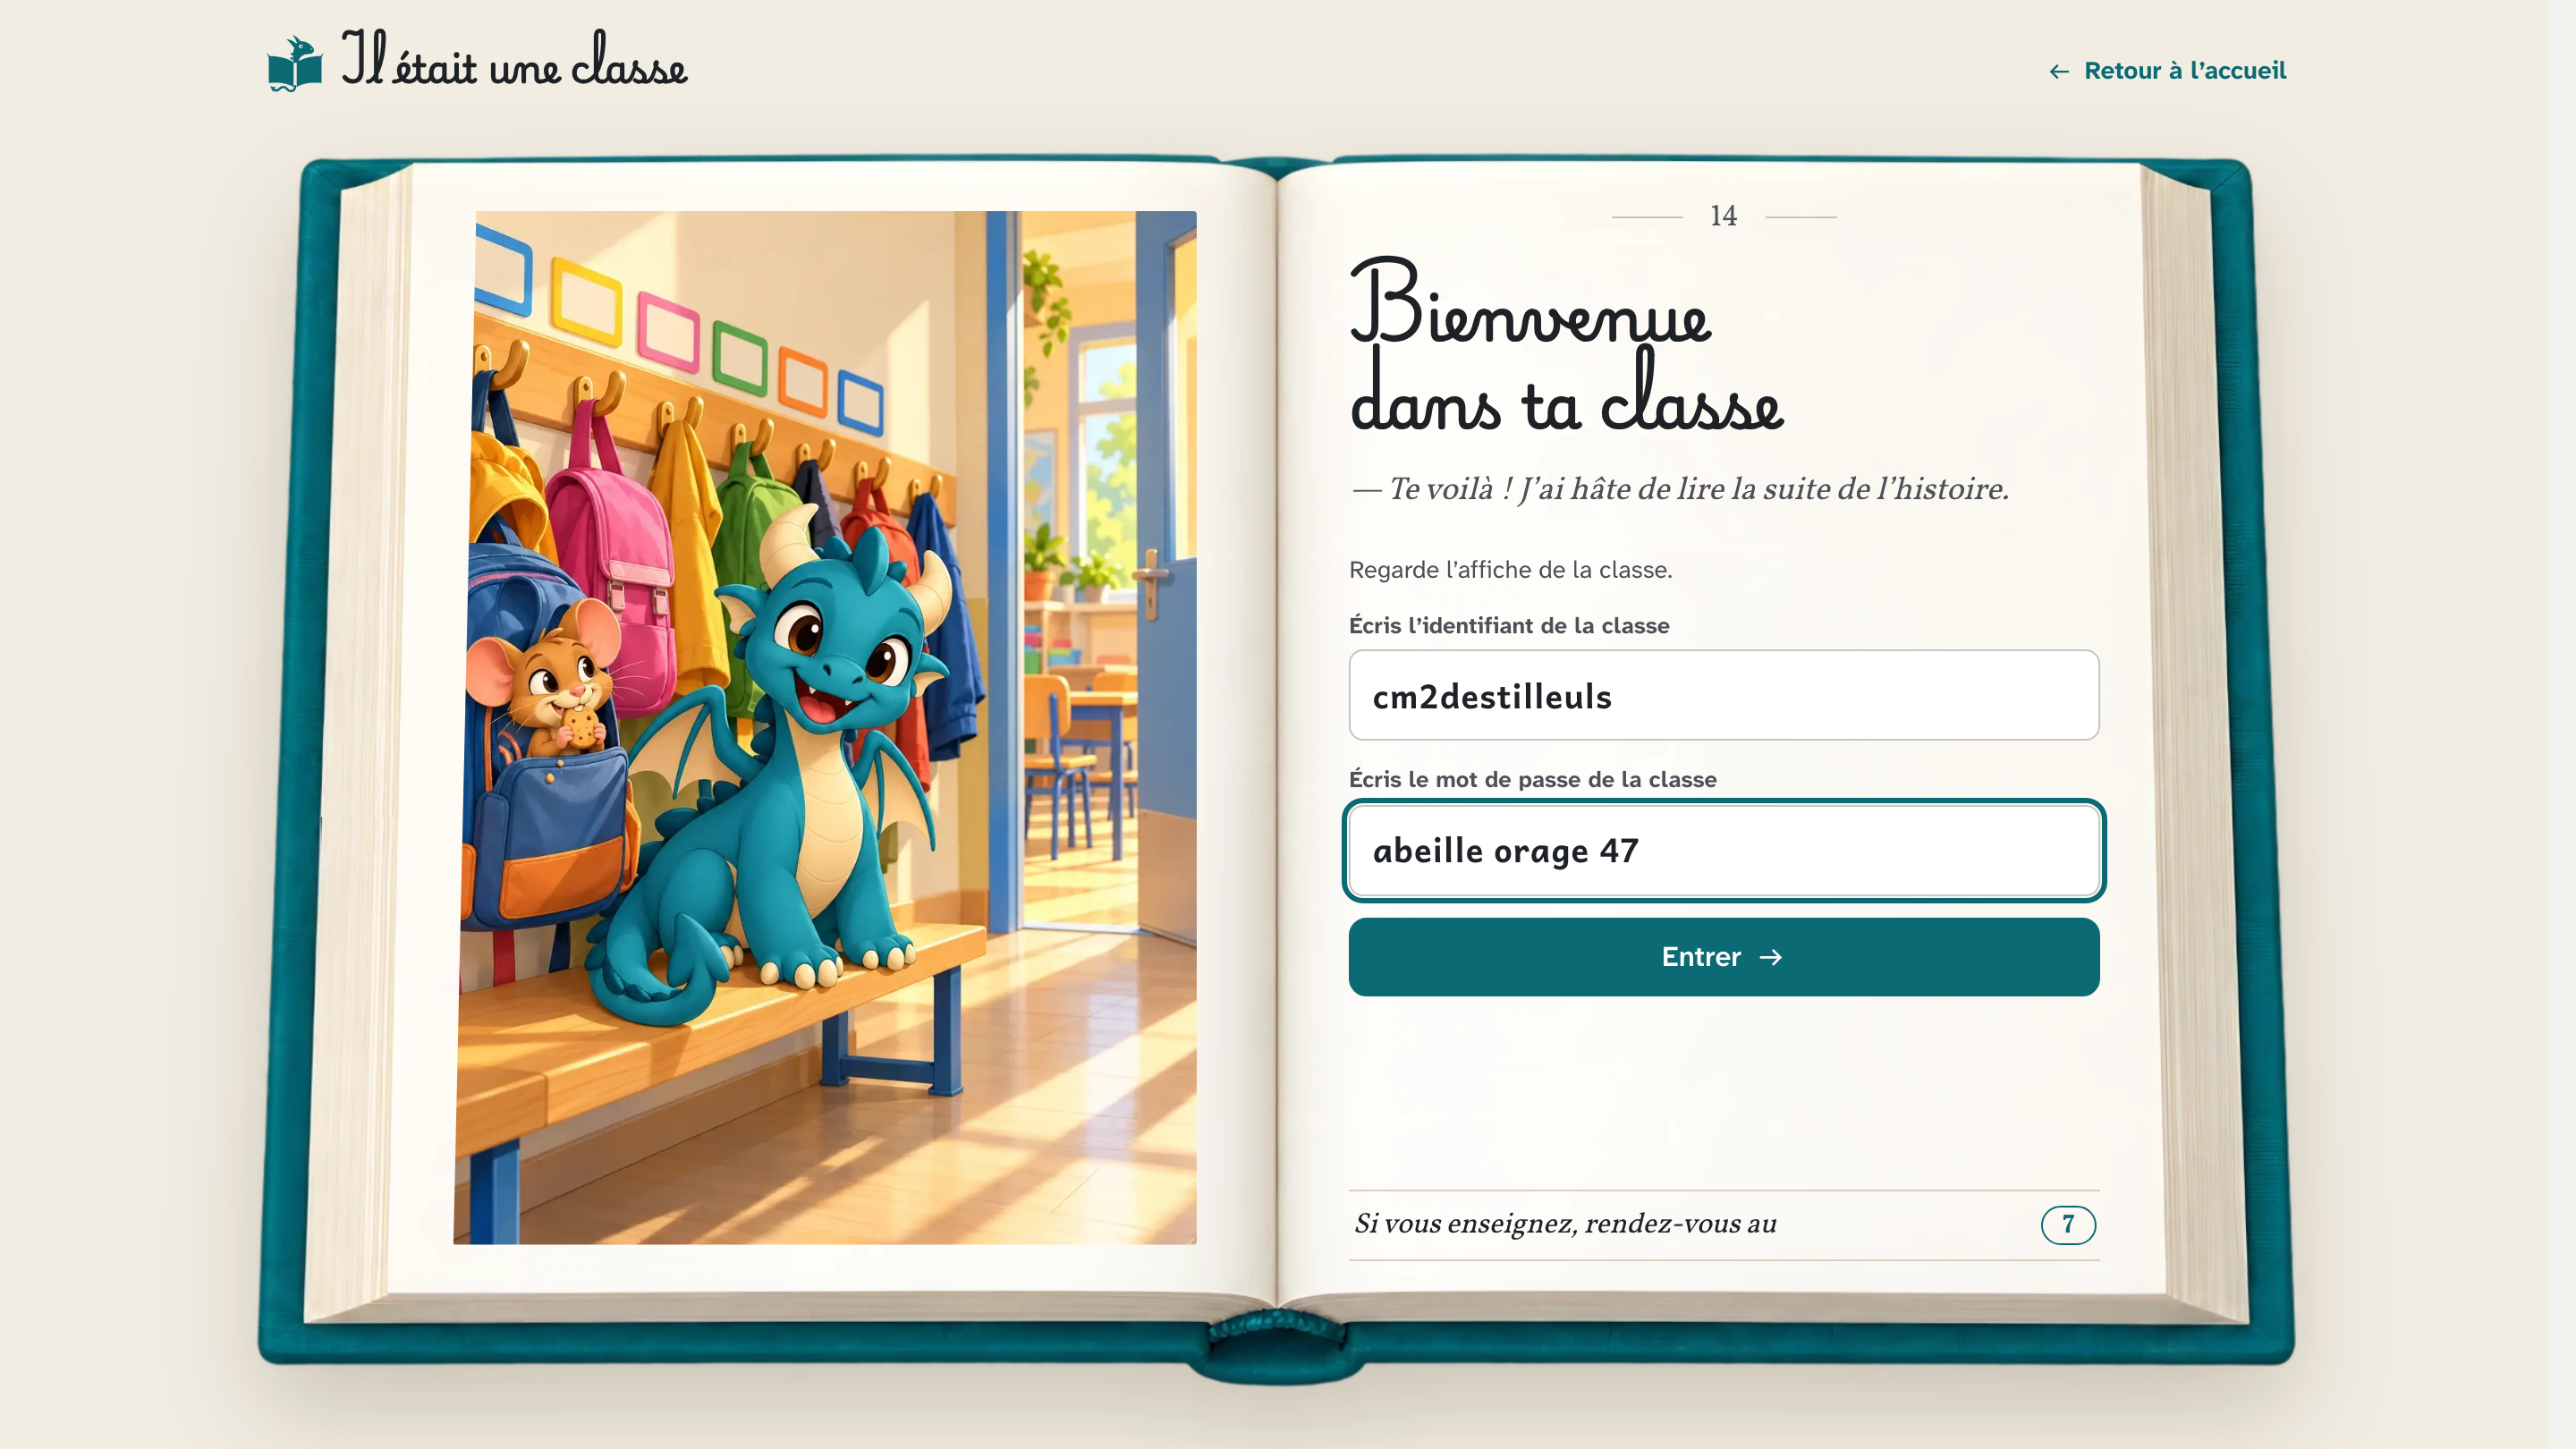 Il était une classe
← Retour à l’accueil
14
Bienvenue
dans ta classe
— Te voilà ! J’ai hâte de lire la suite de l’histoire.
Regarde l’affiche de la classe.
Écris l’identifiant de la classe
cm2destilleuls
Écris le mot de passe de la classe
abeille orage 47
Entrer →
Si vous enseignez, rendez-vous au 7